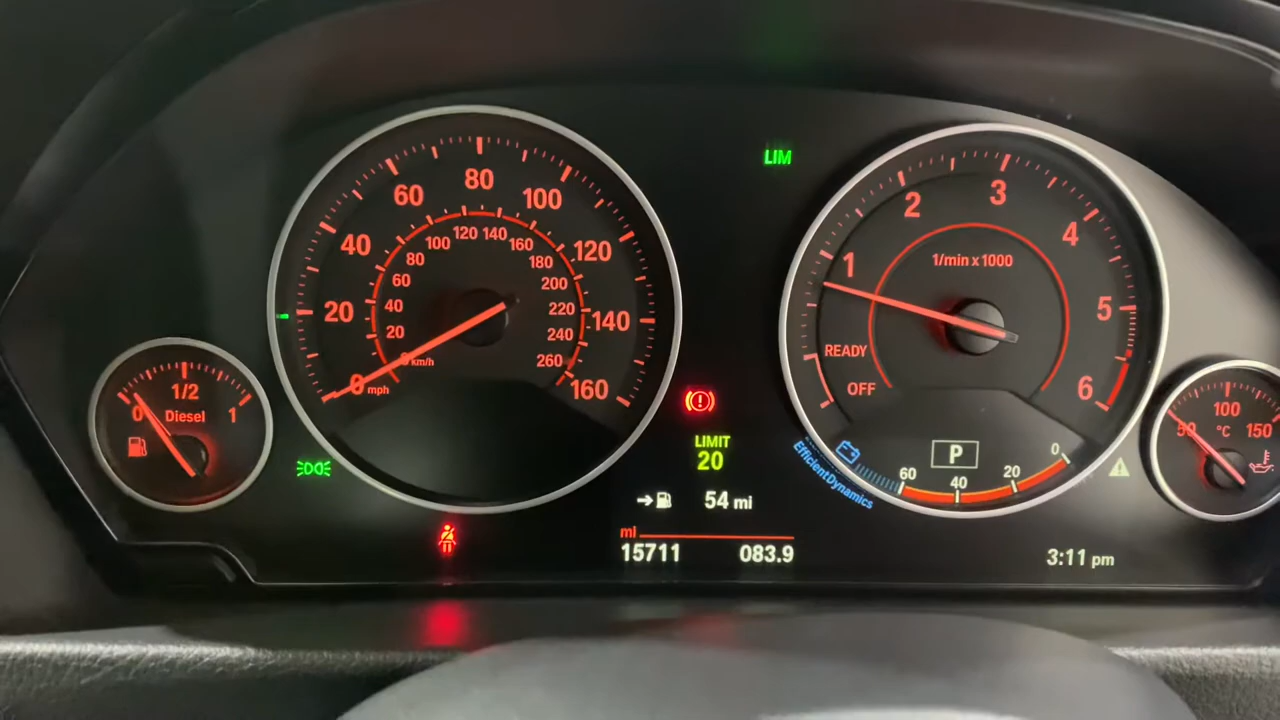 0 1/2 1
Diesel
0 20 40 60 80 100 120 140 160
mph
0 20 40 60 80 100 120 140 160 180 200 220 240 260
km/h
LIM
LIMIT
20
54 mi
mi
15711 083.9
OFF READY 1 2 3 4 5 6
1/min x 1000
P
60 40 20 0
EfficientDynamics
3:11 pm
50 100 150
°C